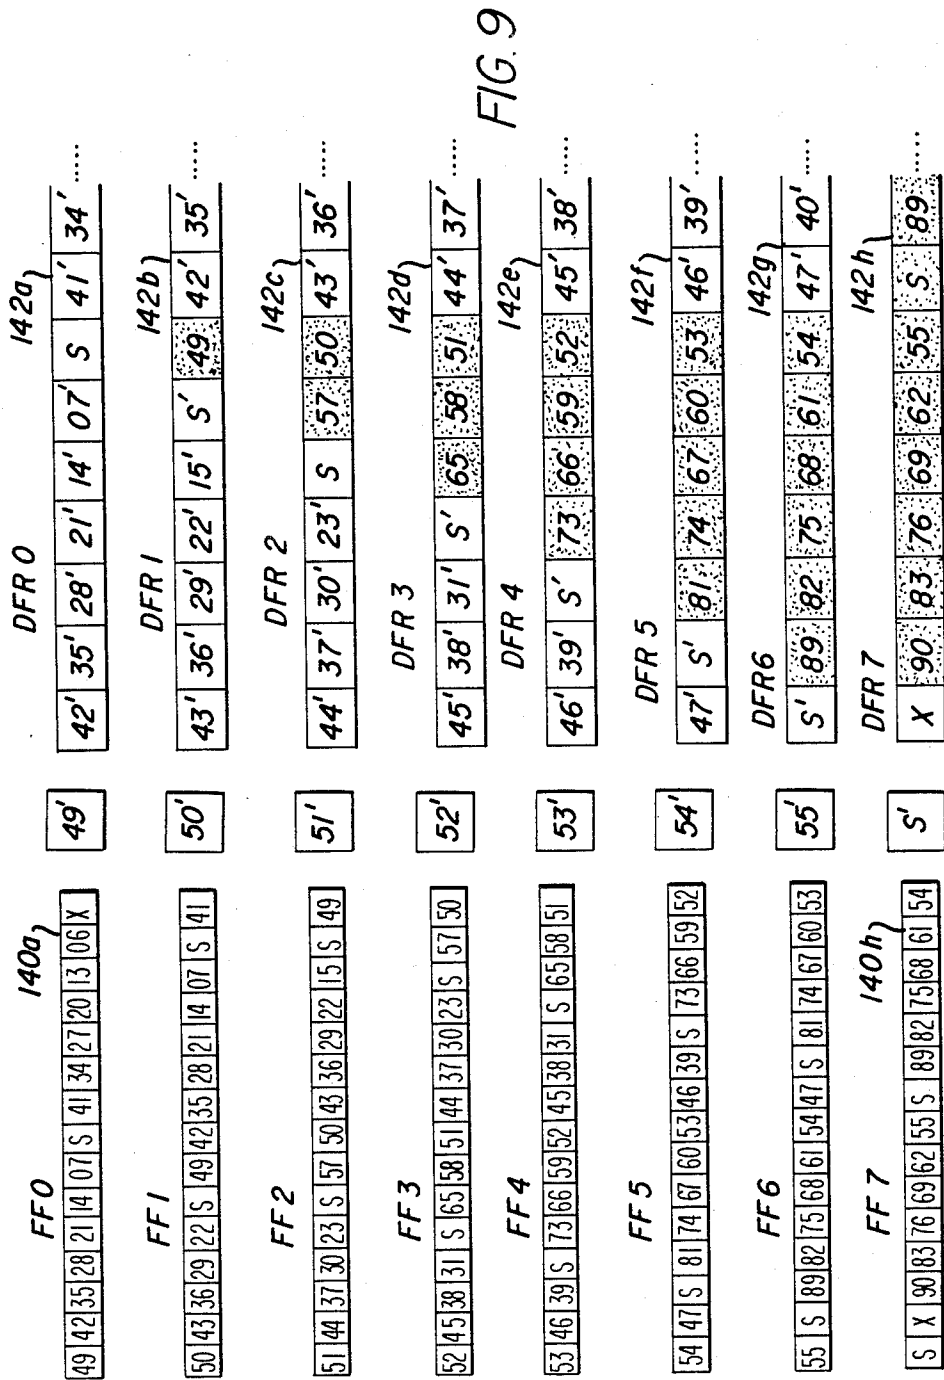 FF0 140a DFR 0 142a
49 42 35 28 21 14 07 S 41 34 27 20 13 06 X 49' 42' 35' 28' 21' 14' 07' S 41' 34' .....
FF1 DFR 1 142b
50 43 36 29 22 S 49 42 35 28 21 14 07 S 41 50' 43' 36' 29' 22' 15' S' 49 42' 35' .....
FF2 DFR 2 142c
51 44 37 30 23 S 57 50 43 36 29 22 15 S 49 51' 44' 37' 30' 23' S 57 50 43' 36' .....
FF3 DFR 3 142d
52 45 38 31 S 65 58 51 44 37 30 23 S 57 50 52' 45' 38' 31' S' 65 58 51 44' 37' .....
FF4 DFR 4 142e
53 46 39 S 73 66 59 52 45 38 31 S 65 58 51 53' 46' 39' S' 73 66 59 52 45' 38' .....
FF5 DFR 5 142f
54 47 S 81 74 67 60 53 46 39 S 73 66 59 52 54' 47' S' 81 74 67 60 53 46' 39' .....
FF6 DFR6 142g
55 S 89 82 75 68 61 54 47 S 81 74 67 60 53 55' S' 89 82 75 68 61 54 47' 40' .....
FF7 140h DFR 7 142h
S X 90 83 76 69 62 55 S 89 82 75 68 61 54 S' X 90 83 76 69 62 55 S 89 .....
FIG. 9